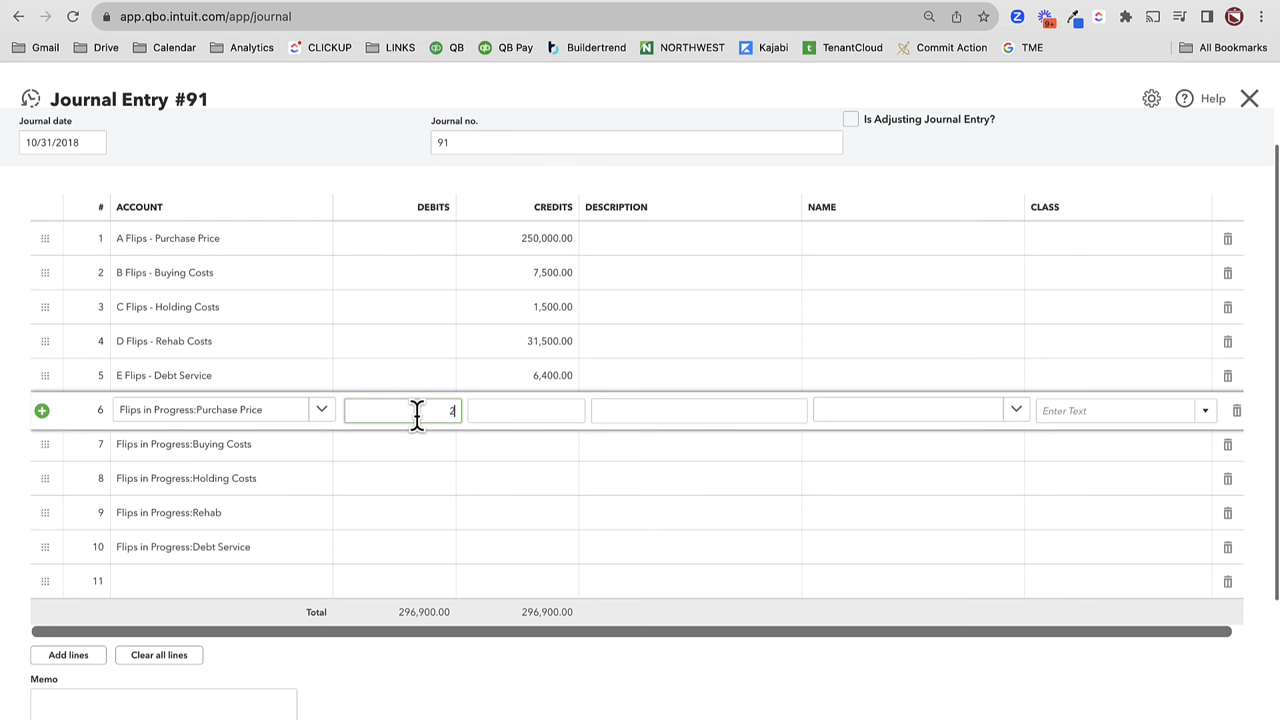 app.qbo.intuit.com/app/journal
9+
Gmail Drive Calendar Analytics CLICKUP LINKS QB QB Pay Buildertrend NORTHWEST Kajabi TenantCloud Commit Action TME All Bookmarks
Journal Entry #91 Help
Journal date Journal no. Is Adjusting Journal Entry?
10/31/2018 91
# ACCOUNT DEBITS CREDITS DESCRIPTION NAME CLASS
1 A Flips - Purchase Price 250,000.00
2 B Flips - Buying Costs 7,500.00
3 C Flips - Holding Costs 1,500.00
4 D Flips - Rehab Costs 31,500.00
5 E Flips - Debt Service 6,400.00
6 Flips in Progress:Purchase Price 2 Enter Text
7 Flips in Progress:Buying Costs
8 Flips in Progress:Holding Costs
9 Flips in Progress:Rehab
10 Flips in Progress:Debt Service
11
Total 296,900.00 296,900.00
Add lines Clear all lines
Memo